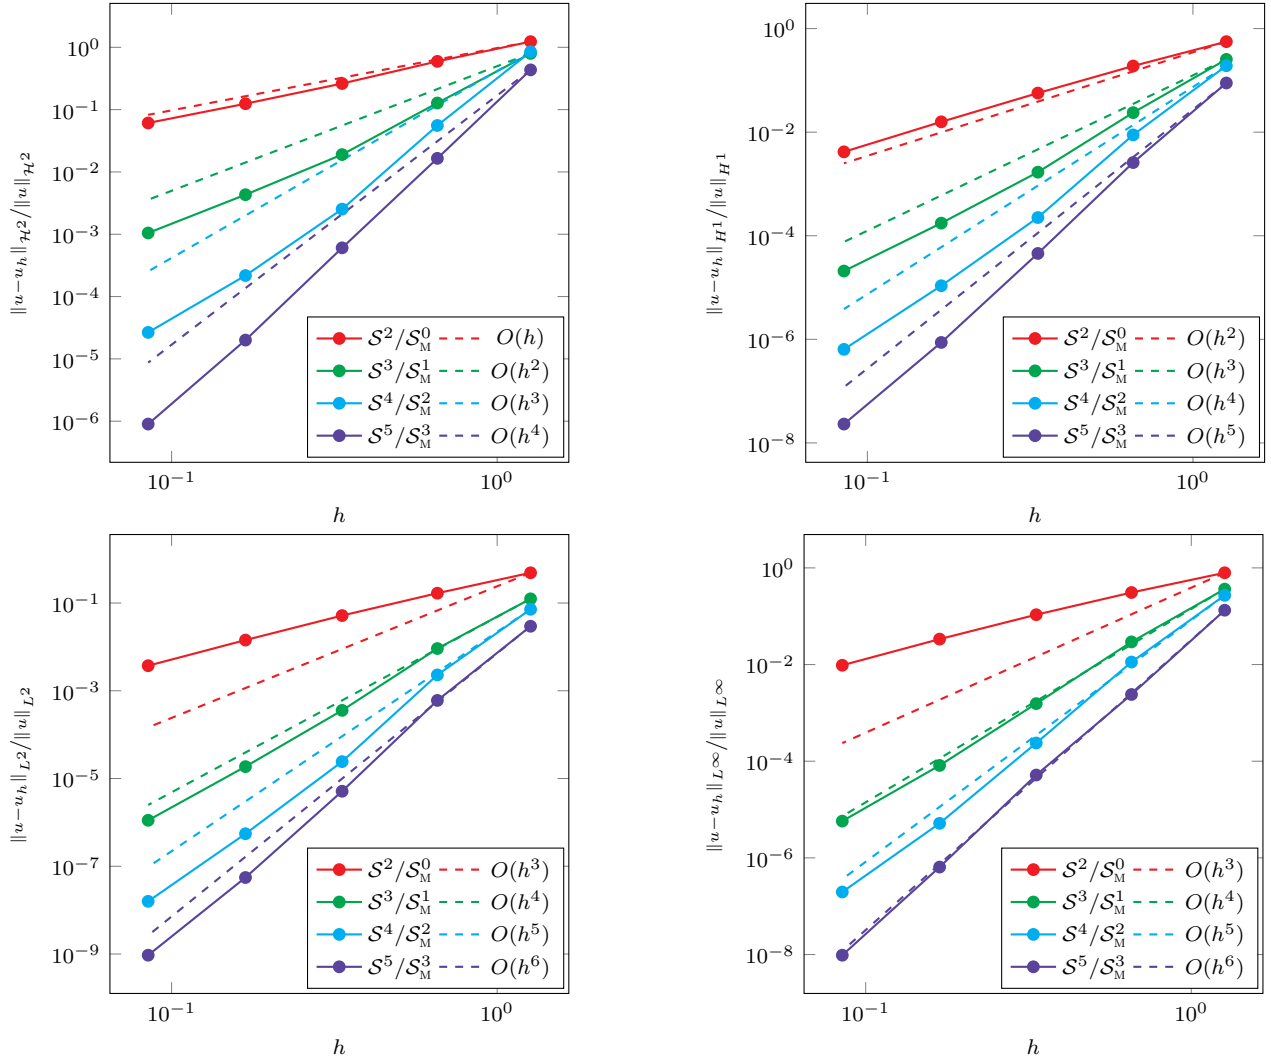 10^0
10^-1
10^-2
10^-3
10^-4
10^-5
10^-6
10^-1
10^0
h
‖u−u_h‖_{ℋ^2}/‖u‖_{ℋ^2}
𝒮^2/𝒮_M^0 O(h)
𝒮^3/𝒮_M^1 O(h^2)
𝒮^4/𝒮_M^2 O(h^3)
𝒮^5/𝒮_M^3 O(h^4)
10^0
10^-2
10^-4
10^-6
10^-8
10^-1
10^0
h
‖u−u_h‖_{H^1}/‖u‖_{H^1}
𝒮^2/𝒮_M^0 O(h^2)
𝒮^3/𝒮_M^1 O(h^3)
𝒮^4/𝒮_M^2 O(h^4)
𝒮^5/𝒮_M^3 O(h^5)
10^-1
10^-3
10^-5
10^-7
10^-9
10^-1
10^0
h
‖u−u_h‖_{L^2}/‖u‖_{L^2}
𝒮^2/𝒮_M^0 O(h^3)
𝒮^3/𝒮_M^1 O(h^4)
𝒮^4/𝒮_M^2 O(h^5)
𝒮^5/𝒮_M^3 O(h^6)
10^0
10^-2
10^-4
10^-6
10^-8
10^-1
10^0
h
‖u−u_h‖_{L^∞}/‖u‖_{L^∞}
𝒮^2/𝒮_M^0 O(h^3)
𝒮^3/𝒮_M^1 O(h^4)
𝒮^4/𝒮_M^2 O(h^5)
𝒮^5/𝒮_M^3 O(h^6)